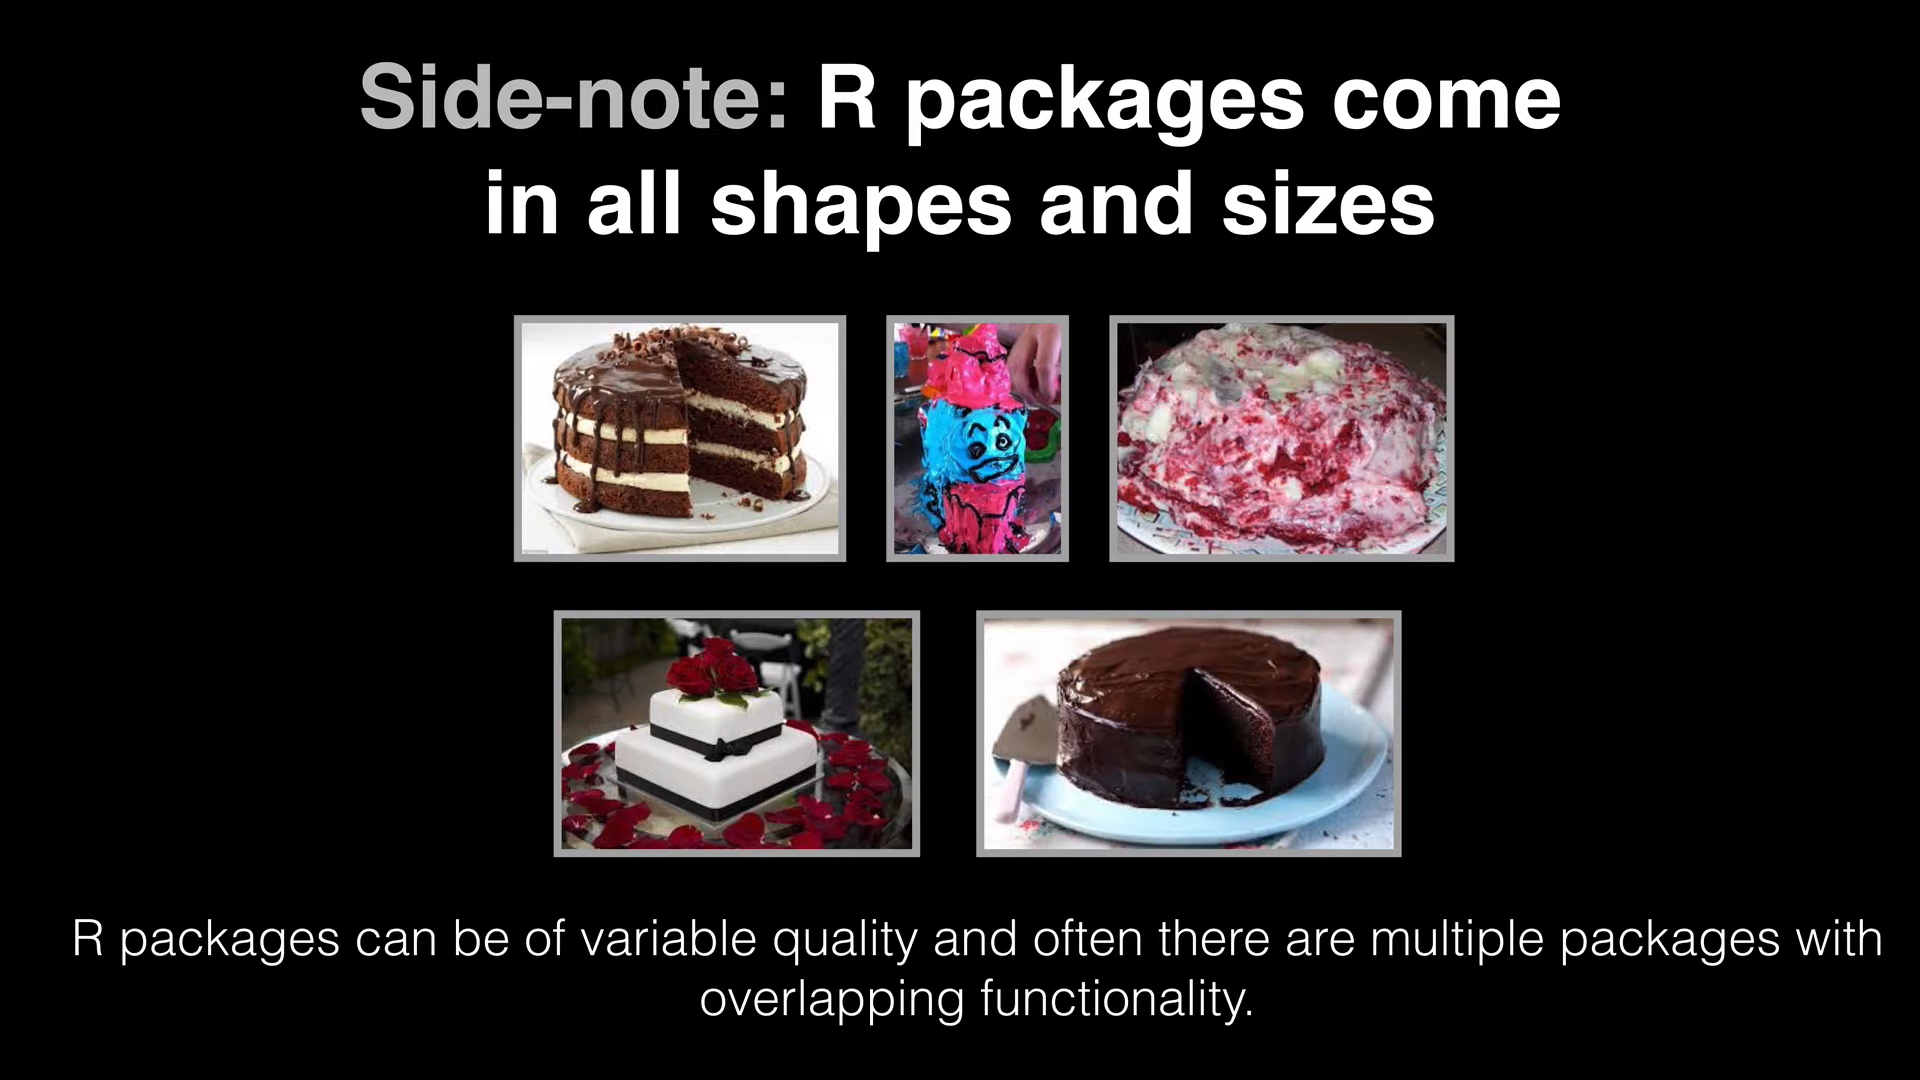 Side-note: R packages come
in all shapes and sizes
R packages can be of variable quality and often there are multiple packages with
overlapping functionality.